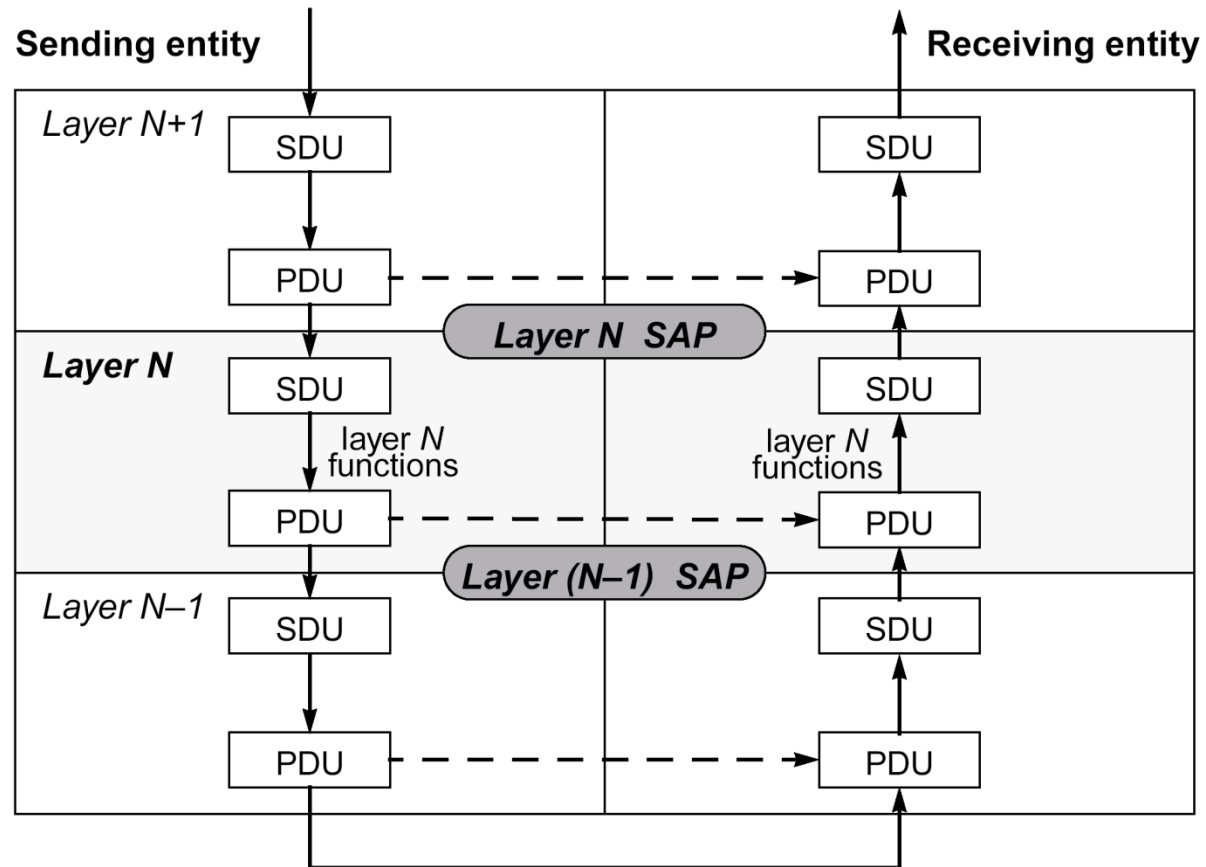 Sending entity
Receiving entity
Layer N+1
SDU
SDU
PDU
PDU
Layer N SAP
Layer N
SDU
SDU
layer N
functions
layer N
functions
PDU
PDU
Layer (N–1) SAP
Layer N–1
SDU
SDU
PDU
PDU